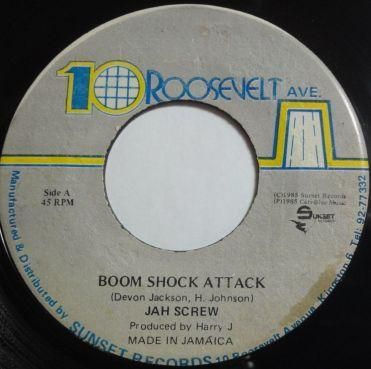 10 ROOSEVELT AVE.
Side A
45 RPM
(C)1985 Sunset Records
(P)1985 Carib@be Music
SUNSET
BOOM SHOCK ATTACK
(Devon Jackson, H. Johnson)
JAH SCREW
Produced by Harry J
MADE IN JAMAICA
Manufactured & Distributed by SUNSET RECORDS 10 Roosevelt Avenue, Kingston 6 Tel: 92-77332